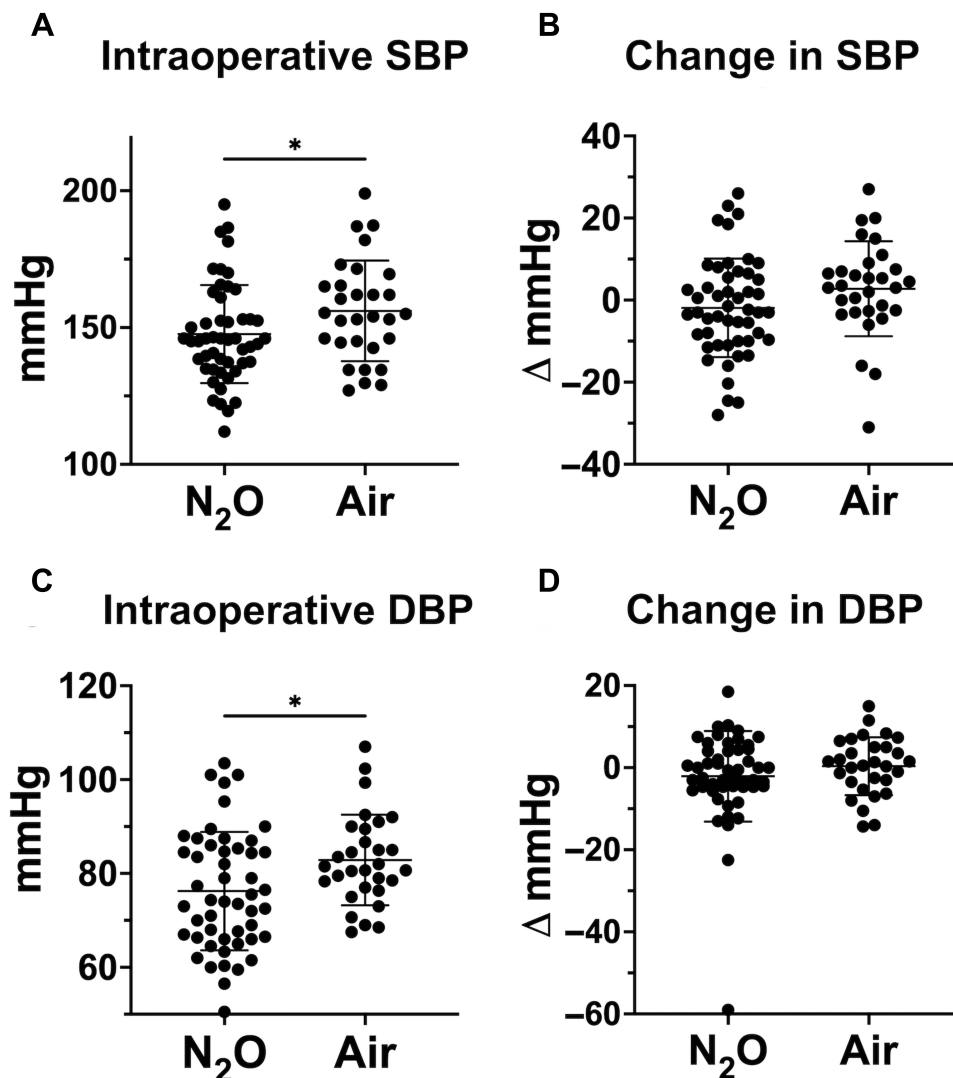 A
Intraoperative SBP
mmHg
200
150
100
*
N₂O
Air
B
Change in SBP
Δ mmHg
40
20
0
−20
−40
N₂O
Air
C
Intraoperative DBP
mmHg
120
100
80
60
*
N₂O
Air
D
Change in DBP
Δ mmHg
20
0
−20
−40
−60
N₂O
Air